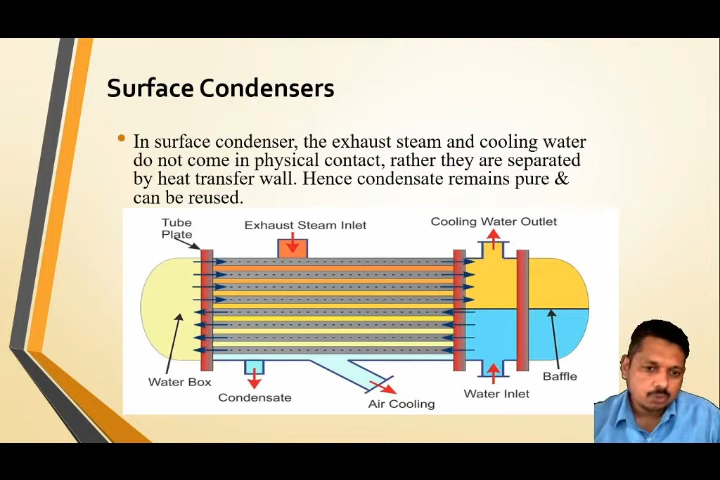 Surface Condensers
In surface condenser, the exhaust steam and cooling water
do not come in physical contact, rather they are separated
by heat transfer wall. Hence condensate remains pure &
can be reused.
Tube
Plate
Exhaust Steam Inlet
Cooling Water Outlet
Water Box
Condensate
Air Cooling
Water Inlet
Baffle